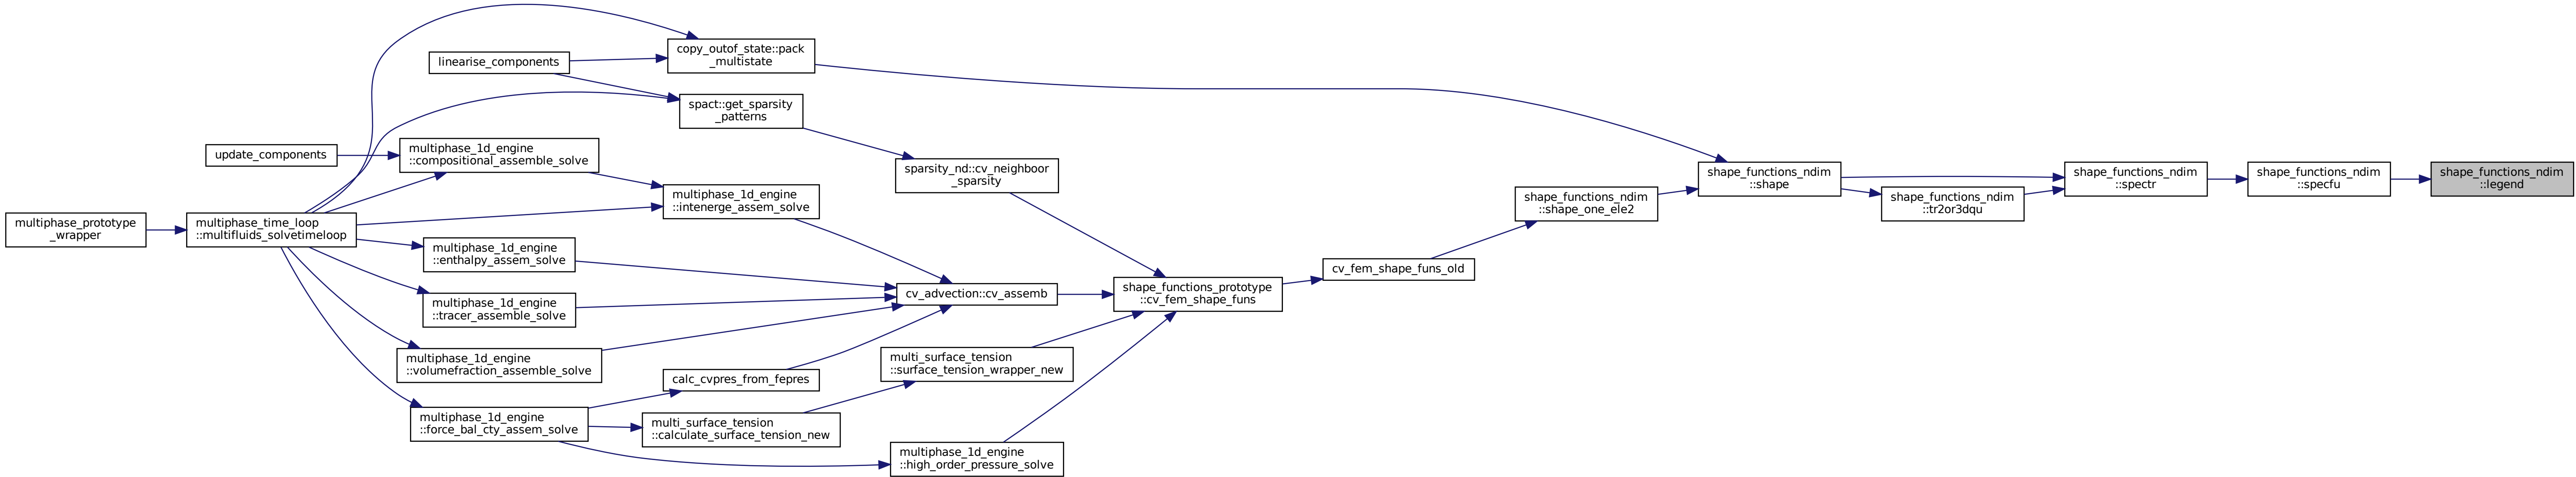 multiphase_prototype
_wrapper
multiphase_time_loop
::multifluids_solvetimeloop
update_components
linearise_components
multiphase_1d_engine
::compositional_assemble_solve
multiphase_1d_engine
::enthalpy_assem_solve
multiphase_1d_engine
::tracer_assemble_solve
multiphase_1d_engine
::volumefraction_assemble_solve
multiphase_1d_engine
::force_bal_cty_assem_solve
copy_outof_state::pack
_multistate
spact::get_sparsity
_patterns
multiphase_1d_engine
::intenerge_assem_solve
calc_cvpres_from_fepres
multi_surface_tension
::calculate_surface_tension_new
sparsity_nd::cv_neighboor
_sparsity
cv_advection::cv_assemb
multi_surface_tension
::surface_tension_wrapper_new
multiphase_1d_engine
::high_order_pressure_solve
shape_functions_prototype
::cv_fem_shape_funs
cv_fem_shape_funs_old
shape_functions_ndim
::shape_one_ele2
shape_functions_ndim
::shape
shape_functions_ndim
::tr2or3dqu
shape_functions_ndim
::spectr
shape_functions_ndim
::specfu
shape_functions_ndim
::legend